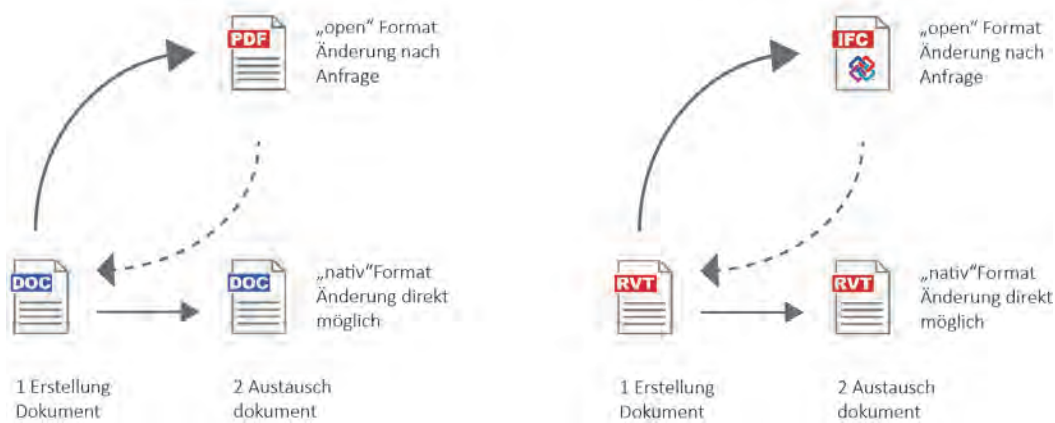 PDF
„open“ Format
Änderung nach
Anfrage
DOC
DOC
„nativ“Format
Änderung direkt
möglich
1 Erstellung
Dokument
2 Austausch
dokument
IFC
„open“ Format
Änderung nach
Anfrage
RVT
RVT
„nativ“Format
Änderung direkt
möglich
1 Erstellung
Dokument
2 Austausch
dokument